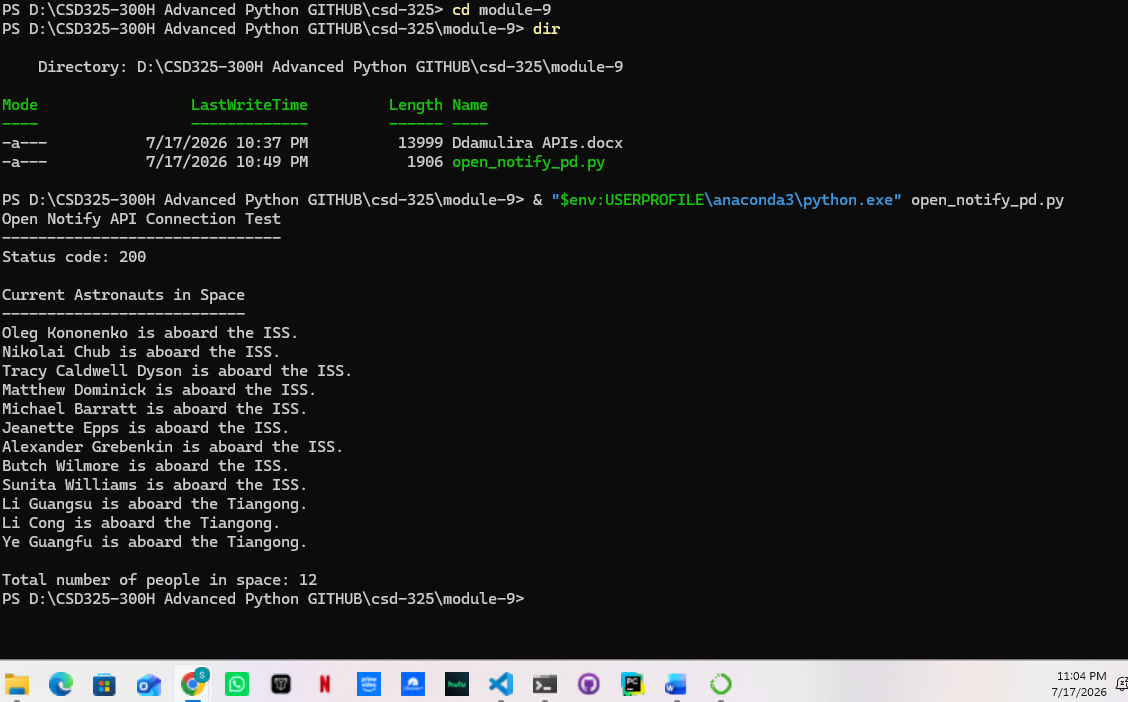 PS D:\CSD325-300H Advanced Python GITHUB\csd-325> cd module-9
PS D:\CSD325-300H Advanced Python GITHUB\csd-325\module-9> dir
    Directory: D:\CSD325-300H Advanced Python GITHUB\csd-325\module-9
Mode                 LastWriteTime         Length Name
----                 -------------         ------ ----
-a---           7/17/2026 10:37 PM          13999 Ddamulira APIs.docx
-a---           7/17/2026 10:49 PM           1906 open_notify_pd.py
PS D:\CSD325-300H Advanced Python GITHUB\csd-325\module-9> & "$env:USERPROFILE\anaconda3\python.exe" open_notify_pd.py
Open Notify API Connection Test
-------------------------------
Status code: 200
Current Astronauts in Space
---------------------------
Oleg Kononenko is aboard the ISS.
Nikolai Chub is aboard the ISS.
Tracy Caldwell Dyson is aboard the ISS.
Matthew Dominick is aboard the ISS.
Michael Barratt is aboard the ISS.
Jeanette Epps is aboard the ISS.
Alexander Grebenkin is aboard the ISS.
Butch Wilmore is aboard the ISS.
Sunita Williams is aboard the ISS.
Li Guangsu is aboard the Tiangong.
Li Cong is aboard the Tiangong.
Ye Guangfu is aboard the Tiangong.
Total number of people in space: 12
PS D:\CSD325-300H Advanced Python GITHUB\csd-325\module-9>
S
N
prime video
hulu
PC
W
11:04 PM
7/17/2026